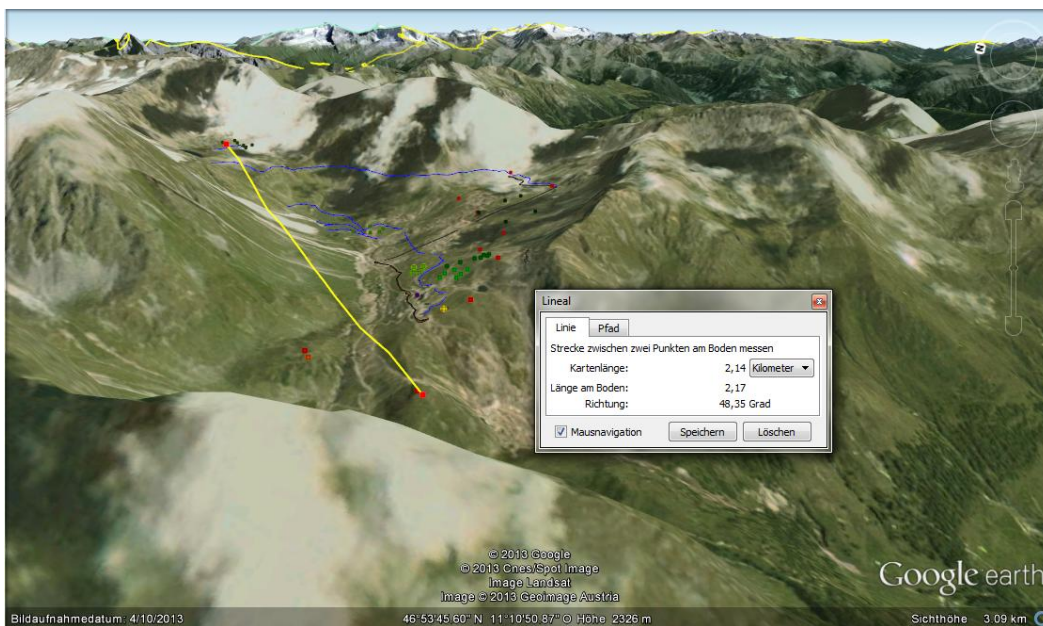 N
Lineal
Linie Pfad
Strecke zwischen zwei Punkten am Boden messen
Kartenlänge: 2,14 Kilometer
Länge am Boden: 2,17
Richtung: 48,35 Grad
Mausnavigation Speichern Löschen
© 2013 Google
© 2013 Cnes/Spot Image
Image Landsat
Image © 2013 Geoimage Austria
Google earth
Bildaufnahmedatum: 4/10/2013 46°53'45.60" N 11°10'50.87" O Höhe 2326 m Sichthöhe 3.09 km